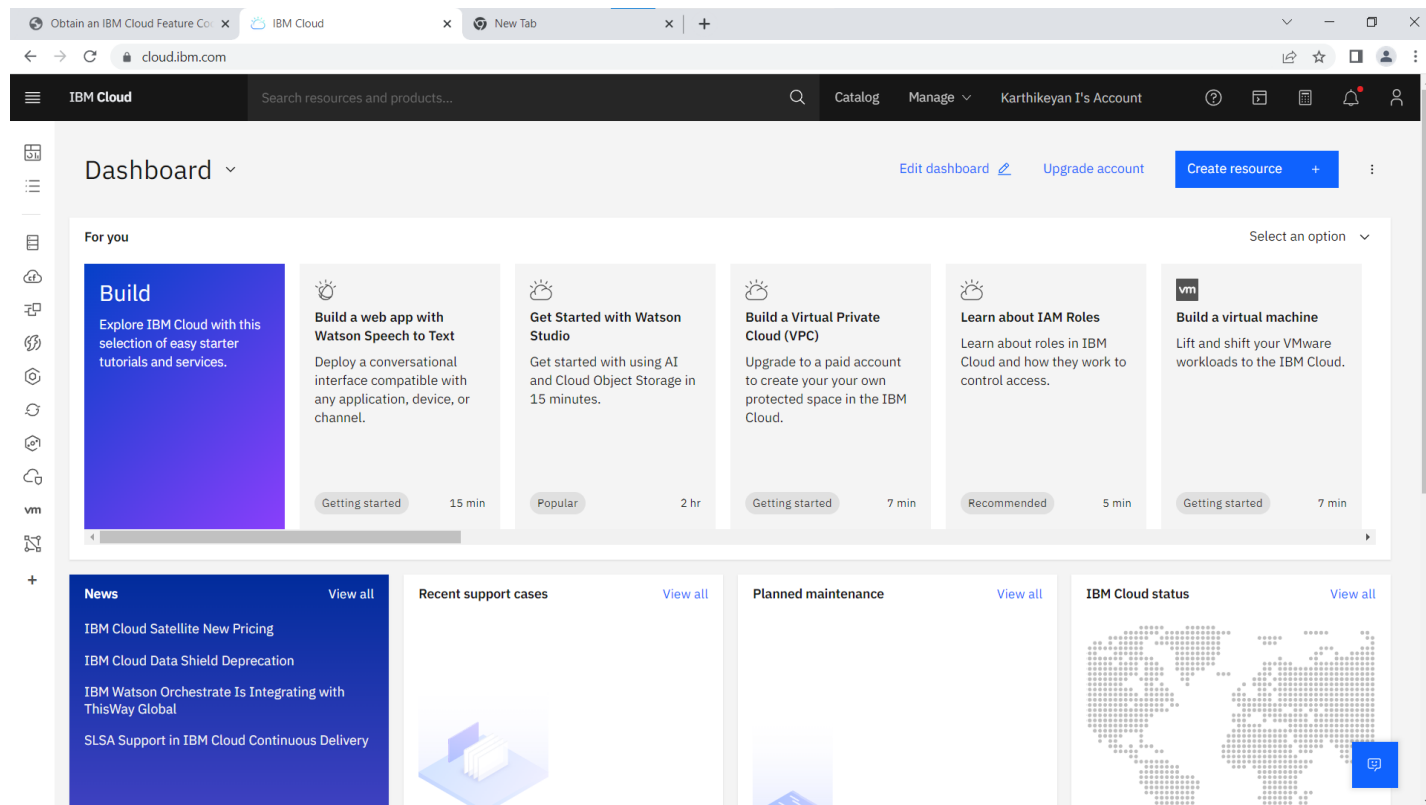 Obtain an IBM Cloud Feature Co
IBM Cloud
New Tab
cloud.ibm.com
IBM Cloud
Search resources and products...
Catalog
Manage
Karthikeyan I's Account
Dashboard
Edit dashboard
Upgrade account
Create resource +
For you
Select an option
Build
Explore IBM Cloud with this
selection of easy starter
tutorials and services.
Build a web app with
Watson Speech to Text
Deploy a conversational
interface compatible with
any application, device, or
channel.
Getting started
15 min
Get Started with Watson
Studio
Get started with using AI
and Cloud Object Storage in
15 minutes.
Popular
2 hr
Build a Virtual Private
Cloud (VPC)
Upgrade to a paid account
to create your your own
protected space in the IBM
Cloud.
Getting started
7 min
Learn about IAM Roles
Learn about roles in IBM
Cloud and how they work to
control access.
Recommended
5 min
vm
Build a virtual machine
Lift and shift your VMware
workloads to the IBM Cloud.
Getting started
7 min
cf
vm
News
View all
IBM Cloud Satellite New Pricing
IBM Cloud Data Shield Deprecation
IBM Watson Orchestrate Is Integrating with
ThisWay Global
SLSA Support in IBM Cloud Continuous Delivery
Recent support cases
View all
Planned maintenance
View all
IBM Cloud status
View all